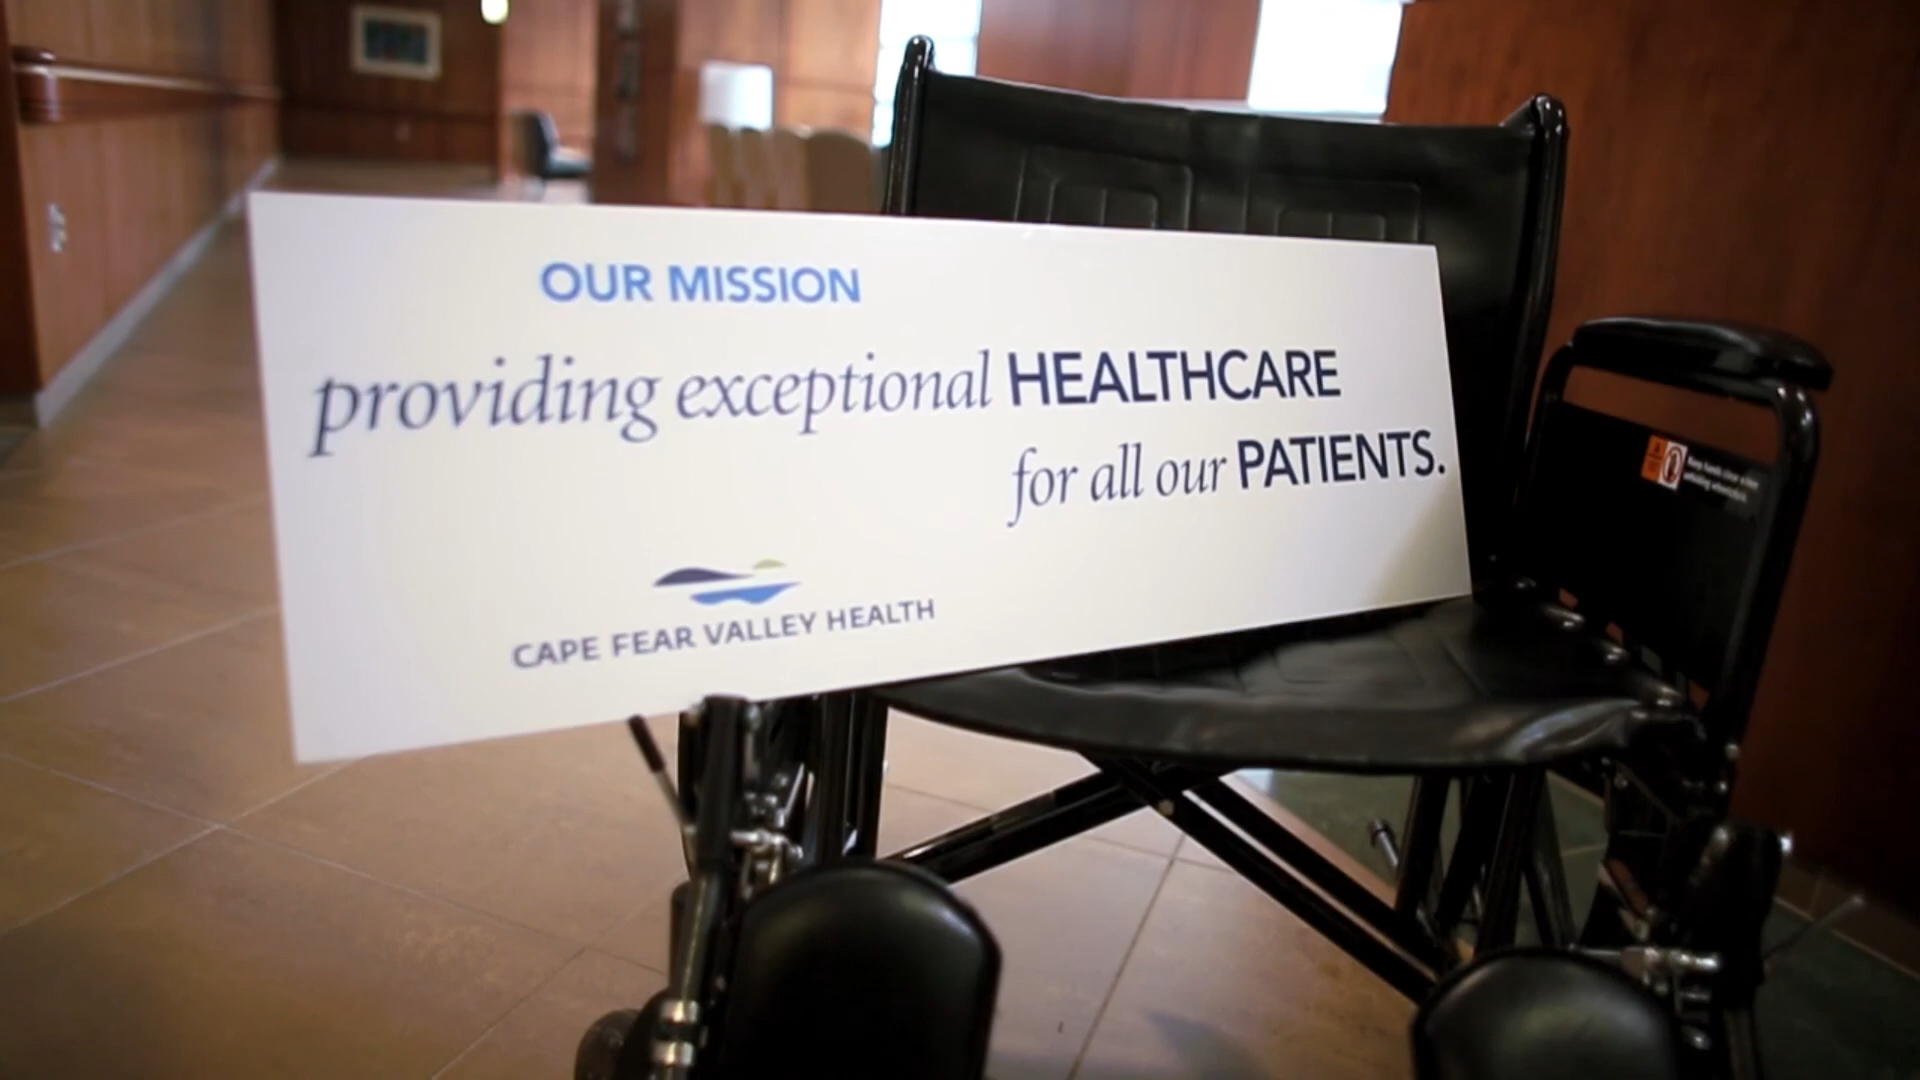 OUR MISSION
providing exceptional HEALTHCARE
for all our PATIENTS.
CAPE FEAR VALLEY HEALTH